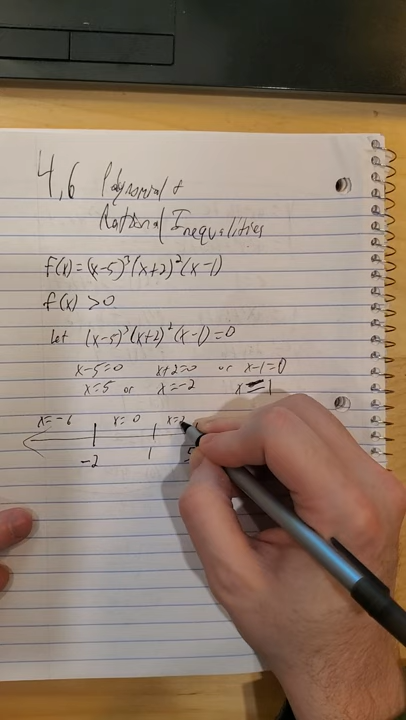 4.6 Polynomial &
Rational Inequalities
f(x)=(x-5)³(x+2)²(x-1)
f(x) >0
Let (x-5)³(x+2)²(x-1)=0
x-5=0 x+2=0 or x-1=0
x=5 or x=-2 x=1
x=-6 x=0 x=2
-2 1 5